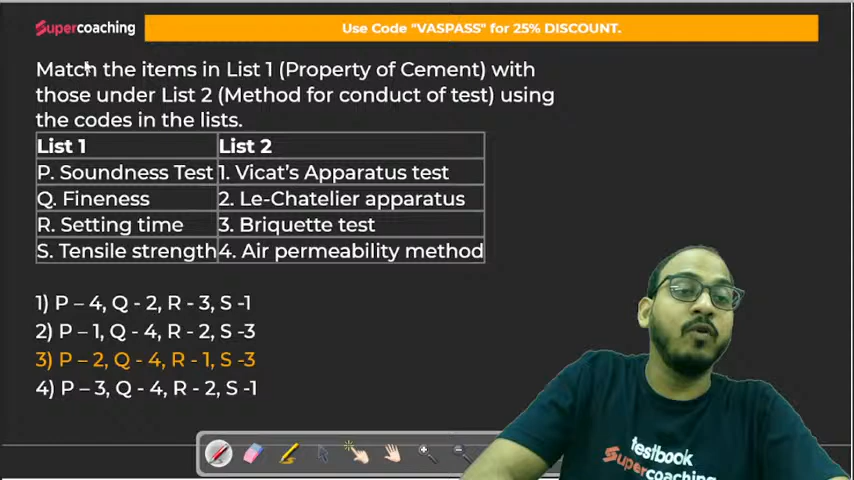 Supercoaching
Use Code "VASPASS" for 25% DISCOUNT.
Match the items in List 1 (Property of Cement) with
those under List 2 (Method for conduct of test) using
the codes in the lists.
List 1 List 2
P. Soundness Test 1. Vicat's Apparatus test
Q. Fineness 2. Le-Chatelier apparatus
R. Setting time 3. Briquette test
S. Tensile strength 4. Air permeability method
1) P – 4, Q - 2, R - 3, S -1
2) P – 1, Q - 4, R - 2, S -3
3) P – 2, Q - 4, R - 1, S -3
4) P – 3, Q - 4, R - 2, S -1
testbook
Supercoaching